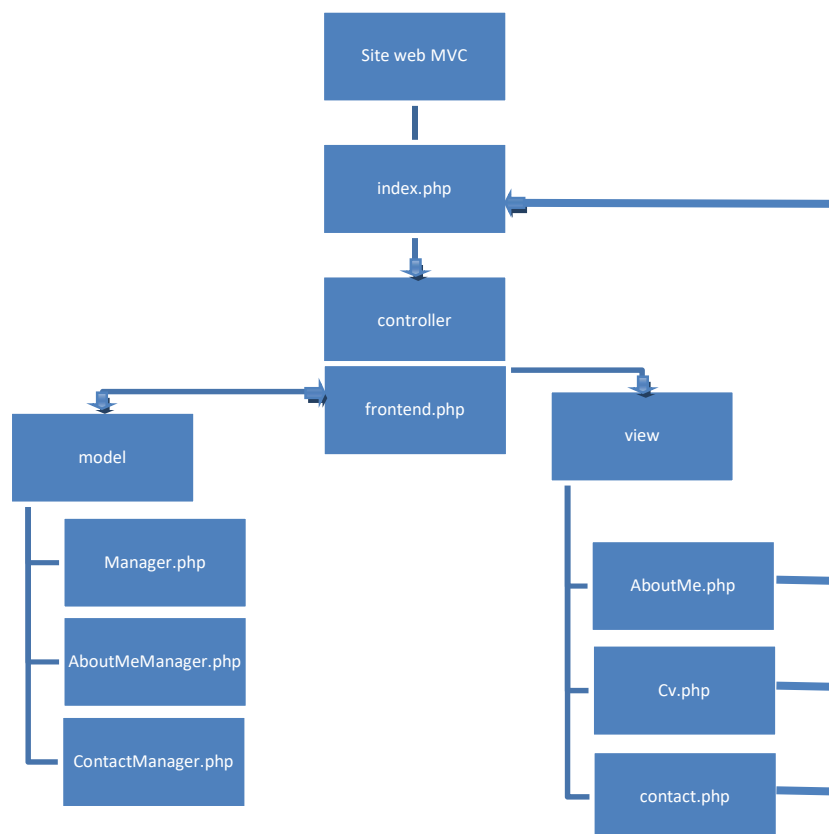 Site web MVC
index.php
controller
frontend.php
model
view
Manager.php
AboutMe.php
AboutMeManager.php
Cv.php
ContactManager.php
contact.php